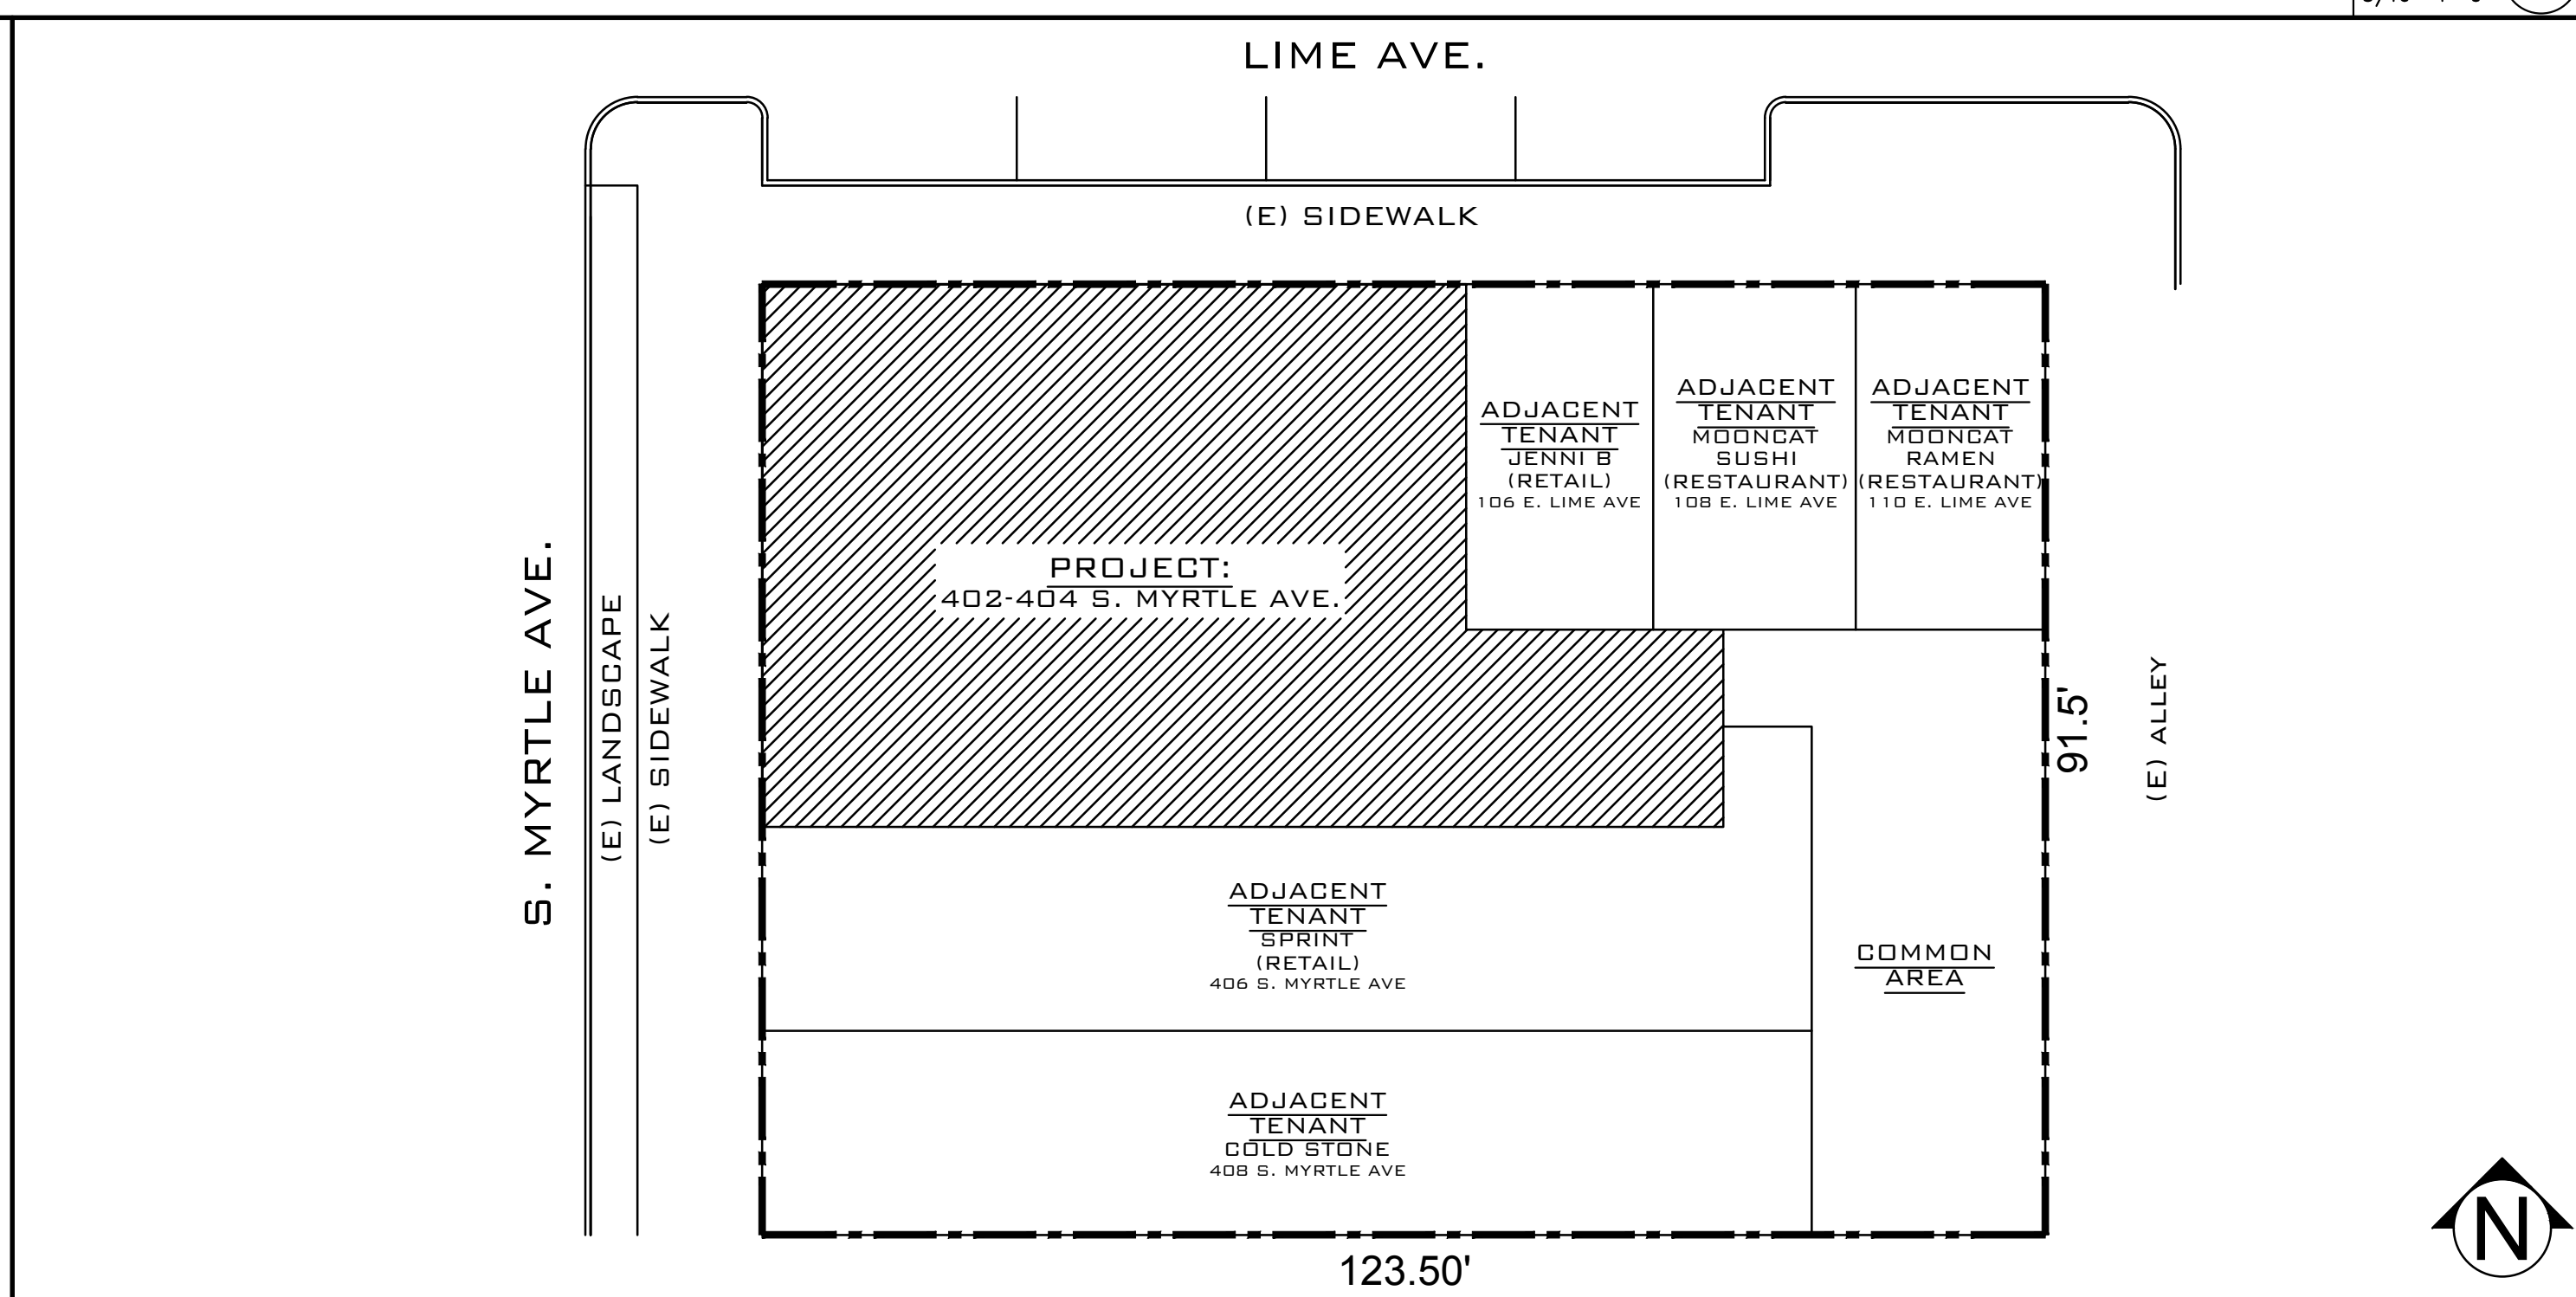 LIME AVE.
(E) SIDEWALK
ADJACENT
TENANT
JENNI B
(RETAIL)
106 E. LIME AVE
ADJACENT
TENANT
MOONCAT
SUSHI
(RESTAURANT)
108 E. LIME AVE
ADJACENT
TENANT
MOONCAT
RAMEN
(RESTAURANT)
110 E. LIME AVE
PROJECT:
402-404 S. MYRTLE AVE.
S. MYRTLE AVE.
(E) LANDSCAPE
(E) SIDEWALK
91.5'
(E) ALLEY
ADJACENT
TENANT
SPRINT
(RETAIL)
406 S. MYRTLE AVE
COMMON
AREA
ADJACENT
TENANT
COLD STONE
408 S. MYRTLE AVE
N
123.50'